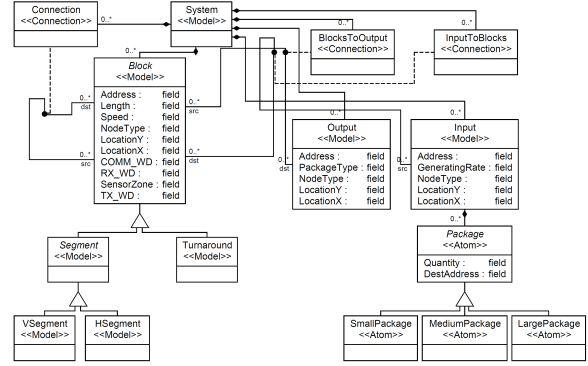 Connection
<<Connection>>
0..*
System
<<Model>>
0..*
BlocksToOutput
<<Connection>>
0..*
InputToBlocks
<<Connection>>
0..*
Block
<<Model>>
Address : field
Length : field
Speed : field
NodeType : field
LocationY : field
LocationX : field
COMM_WD : field
RX_WD : field
SensorZone : field
TX_WD : field
0..*
dst
0..*
src
0..*
src
0..*
dst
0..*
Output
<<Model>>
Address : field
PackageType : field
NodeType : field
LocationY : field
LocationX : field
0..*
dst
0..*
Input
<<Model>>
Address : field
GeneratingRate : field
NodeType : field
LocationY : field
LocationX : field
0..*
src
0..*
Package
<<Atom>>
Quantity : field
DestAddress : field
Segment
<<Model>>
Turnaround
<<Model>>
VSegment
<<Model>>
HSegment
<<Model>>
SmallPackage
<<Atom>>
MediumPackage
<<Atom>>
LargePackage
<<Atom>>